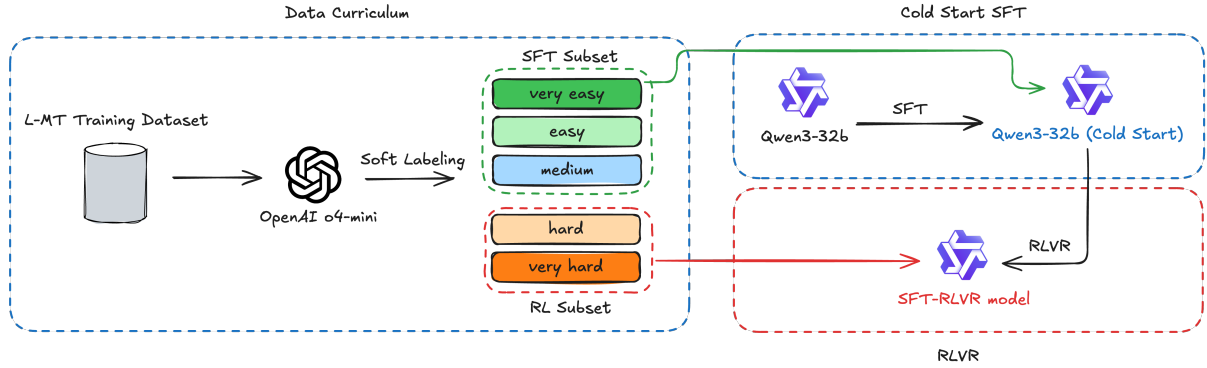 Data Curriculum
Cold Start SFT
SFT Subset
very easy
easy
medium
L-MT Training Dataset
Soft Labeling
OpenAI o4-mini
hard
very hard
RL Subset
SFT
Qwen3-32b
Qwen3-32b (Cold Start)
RLVR
SFT-RLVR model
RLVR